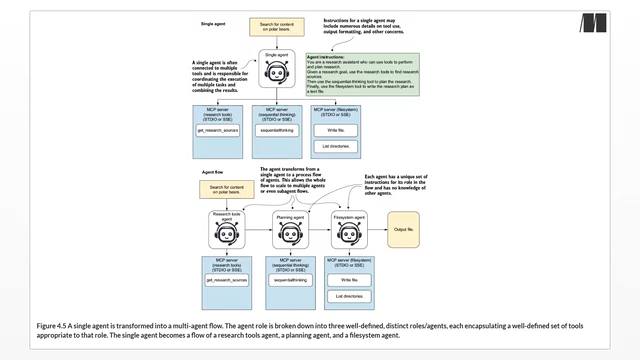 Single agent
Search for content
on polar bears.
Instructions for a single agent may
include numerous details on tool use,
output formatting, and other concerns.
Single agent
A single agent is often
connected to multiple
tools and is responsible for
coordinating the execution
of multiple tasks and
combining the results.
Agent instructions:
You are a research assistant who can use tools to perform
and plan research.
Given a research goal, use the research tools to find research
sources.
Then use the sequential thinking tool to plan the research.
Finally, use the filesystem tool to write the research plan as
a text file.
MCP server
(research tools)
(STDIO or SSE)
get_research_sources
MCP server
(sequential thinking)
(STDIO or SSE)
sequentialthinking
MCP server (filesystem)
(STDIO or SSE)
Write file.
List directories.
Agent flow
Search for content
on polar bears.
The agent transforms from a
single agent to a process flow
of agents. This allows the whole
flow to scale to multiple agents
or even subagent flows.
Each agent has a unique set of
instructions for its role in the
flow and has no knowledge of
other agents.
Research tools
agent
Planning agent
Filesystem agent
Output file.
MCP server
(research tools)
(STDIO or SSE)
get_research_sources
MCP server
(sequential thinking)
(STDIO or SSE)
sequentialthinking
MCP server (filesystem)
(STDIO or SSE)
Write file.
List directories.
Figure 4.5 A single agent is transformed into a multi-agent flow. The agent role is broken down into three well-defined, distinct roles/agents, each encapsulating a well-defined set of tools
appropriate to that role. The single agent becomes a flow of a research tools agent, a planning agent, and a filesystem agent.